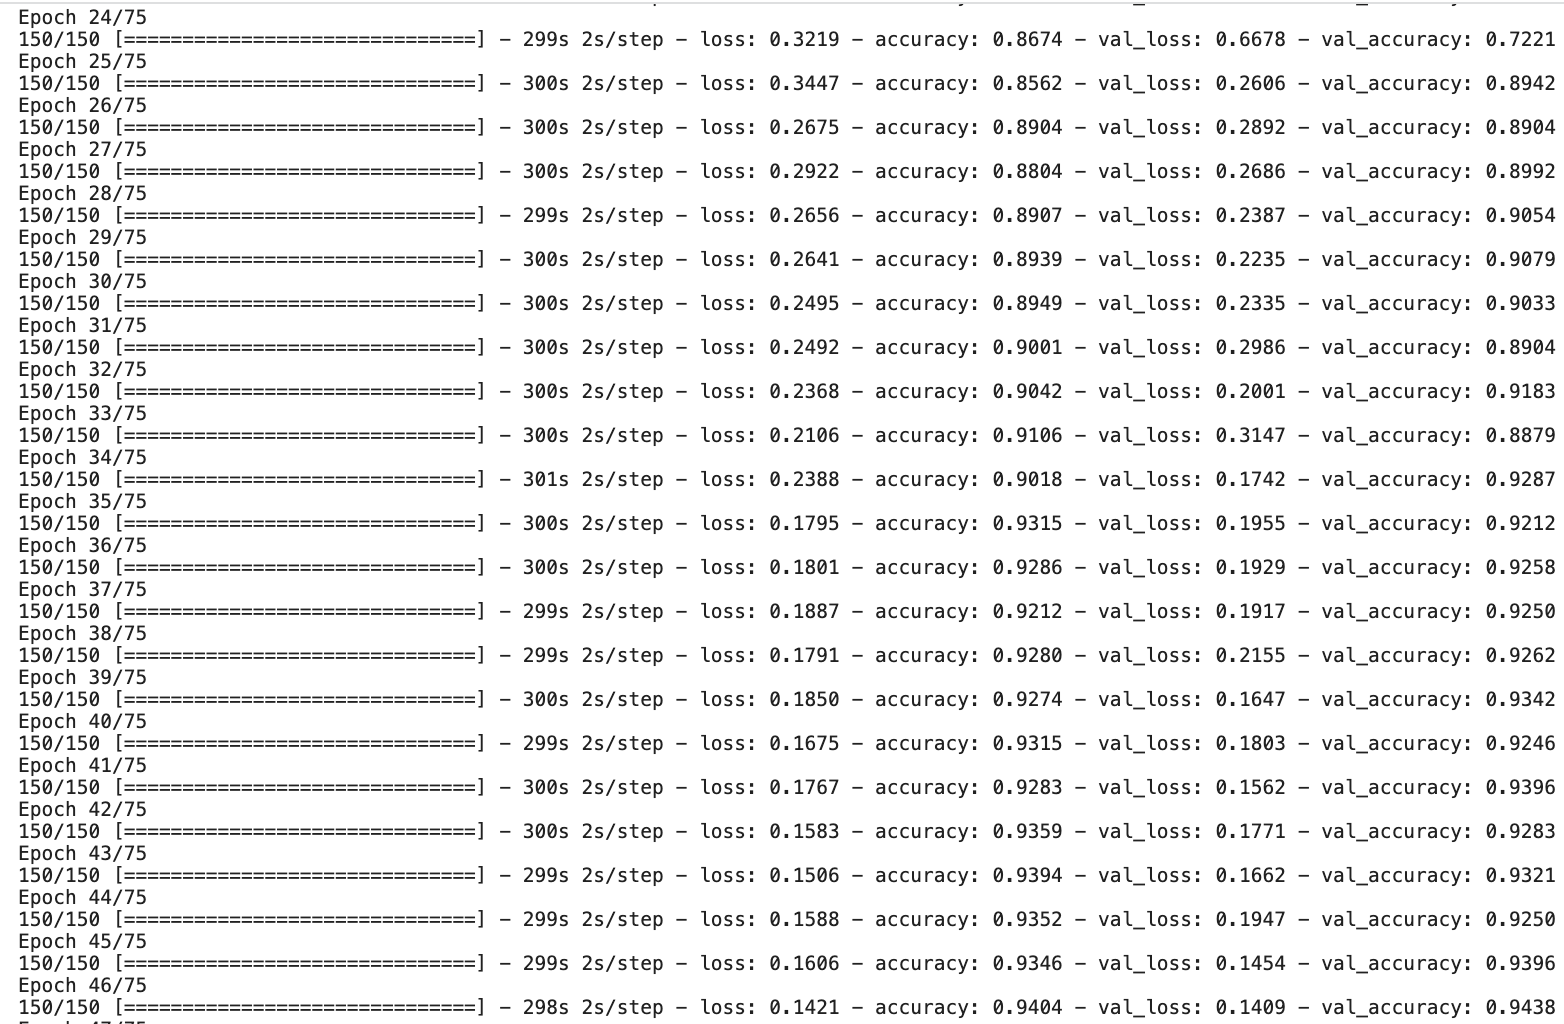 Epoch 24/75
150/150 [==============================] - 299s 2s/step - loss: 0.3219 - accuracy: 0.8674 - val_loss: 0.6678 - val_accuracy: 0.7221
Epoch 25/75
150/150 [==============================] - 300s 2s/step - loss: 0.3447 - accuracy: 0.8562 - val_loss: 0.2606 - val_accuracy: 0.8942
Epoch 26/75
150/150 [==============================] - 300s 2s/step - loss: 0.2675 - accuracy: 0.8904 - val_loss: 0.2892 - val_accuracy: 0.8904
Epoch 27/75
150/150 [==============================] - 300s 2s/step - loss: 0.2922 - accuracy: 0.8804 - val_loss: 0.2686 - val_accuracy: 0.8992
Epoch 28/75
150/150 [==============================] - 299s 2s/step - loss: 0.2656 - accuracy: 0.8907 - val_loss: 0.2387 - val_accuracy: 0.9054
Epoch 29/75
150/150 [==============================] - 300s 2s/step - loss: 0.2641 - accuracy: 0.8939 - val_loss: 0.2235 - val_accuracy: 0.9079
Epoch 30/75
150/150 [==============================] - 300s 2s/step - loss: 0.2495 - accuracy: 0.8949 - val_loss: 0.2335 - val_accuracy: 0.9033
Epoch 31/75
150/150 [==============================] - 300s 2s/step - loss: 0.2492 - accuracy: 0.9001 - val_loss: 0.2986 - val_accuracy: 0.8904
Epoch 32/75
150/150 [==============================] - 300s 2s/step - loss: 0.2368 - accuracy: 0.9042 - val_loss: 0.2001 - val_accuracy: 0.9183
Epoch 33/75
150/150 [==============================] - 300s 2s/step - loss: 0.2106 - accuracy: 0.9106 - val_loss: 0.3147 - val_accuracy: 0.8879
Epoch 34/75
150/150 [==============================] - 301s 2s/step - loss: 0.2388 - accuracy: 0.9018 - val_loss: 0.1742 - val_accuracy: 0.9287
Epoch 35/75
150/150 [==============================] - 300s 2s/step - loss: 0.1795 - accuracy: 0.9315 - val_loss: 0.1955 - val_accuracy: 0.9212
Epoch 36/75
150/150 [==============================] - 300s 2s/step - loss: 0.1801 - accuracy: 0.9286 - val_loss: 0.1929 - val_accuracy: 0.9258
Epoch 37/75
150/150 [==============================] - 299s 2s/step - loss: 0.1887 - accuracy: 0.9212 - val_loss: 0.1917 - val_accuracy: 0.9250
Epoch 38/75
150/150 [==============================] - 299s 2s/step - loss: 0.1791 - accuracy: 0.9280 - val_loss: 0.2155 - val_accuracy: 0.9262
Epoch 39/75
150/150 [==============================] - 300s 2s/step - loss: 0.1850 - accuracy: 0.9274 - val_loss: 0.1647 - val_accuracy: 0.9342
Epoch 40/75
150/150 [==============================] - 299s 2s/step - loss: 0.1675 - accuracy: 0.9315 - val_loss: 0.1803 - val_accuracy: 0.9246
Epoch 41/75
150/150 [==============================] - 300s 2s/step - loss: 0.1767 - accuracy: 0.9283 - val_loss: 0.1562 - val_accuracy: 0.9396
Epoch 42/75
150/150 [==============================] - 300s 2s/step - loss: 0.1583 - accuracy: 0.9359 - val_loss: 0.1771 - val_accuracy: 0.9283
Epoch 43/75
150/150 [==============================] - 299s 2s/step - loss: 0.1506 - accuracy: 0.9394 - val_loss: 0.1662 - val_accuracy: 0.9321
Epoch 44/75
150/150 [==============================] - 299s 2s/step - loss: 0.1588 - accuracy: 0.9352 - val_loss: 0.1947 - val_accuracy: 0.9250
Epoch 45/75
150/150 [==============================] - 299s 2s/step - loss: 0.1606 - accuracy: 0.9346 - val_loss: 0.1454 - val_accuracy: 0.9396
Epoch 46/75
150/150 [==============================] - 298s 2s/step - loss: 0.1421 - accuracy: 0.9404 - val_loss: 0.1409 - val_accuracy: 0.9438